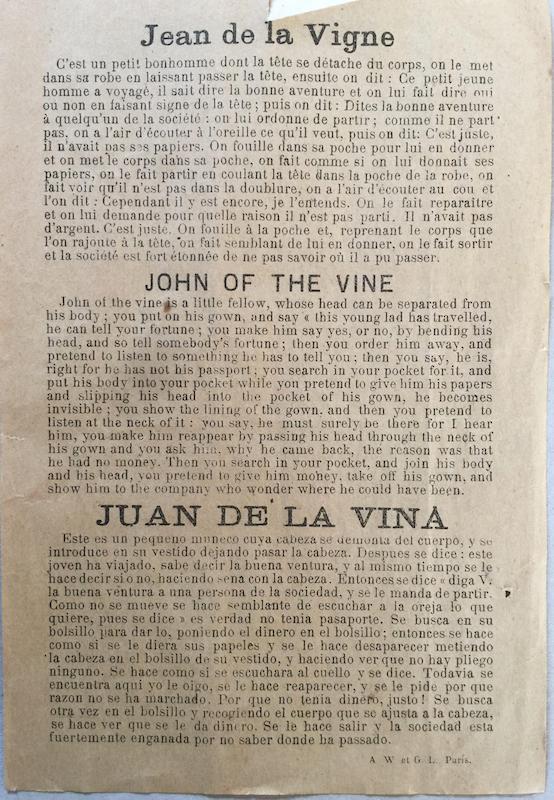 Jean de la Vigne
C'est un petit bonhomme dont la tête se détache du corps, on le met
dans sa robe en laissant passer la tête, ensuite on dit : Ce petit jeune
homme a voyagé, il sait dire la bonne aventure et on lui fait dire oui
ou non en faisant signe de la tête ; puis on dit : Dites la bonne aventure
à quelqu'un de la société : on lui ordonne de partir ; comme il ne part
pas, on a l'air d'écouter à l'oreille ce qu'il veut, puis on dit: C'est juste,
il n'avait pas ses papiers. On fouille dans sa poche pour lui en donner
et on met le corps dans sa poche, on fait comme si on lui donnait ses
papiers, on le fait partir en coulant la tête dans la poche de la robe, on
fait voir qu'il n'est pas dans la doublure, on a l'air d'écouter au cou et
l'on dit : Cependant il y est encore, je l'entends. On le fait reparaître
et on lui demande pour quelle raison il n'est pas parti. Il n'avait pas
d'argent. C'est juste. On fouille à la poche et, reprenant le corps que
l'on rajoute à la tête, on fait semblant de lui en donner, on le fait sortir
et la société est fort étonnée de ne pas savoir où il a pu passer.
JOHN OF THE VINE
John of the vine is a little fellow, whose head can be separated from
his body ; you put on his gown, and say « this young lad has travelled,
he can tell your fortune ; you make him say yes, or no, by bending his
head, and so tell somebody's fortune ; then you order him away, and
pretend to listen to something he has to tell you ; then you say, he is,
right for he has not his passport ; you search in your pocket for it, and
put his body into your pocket while you pretend to give him his papers
and slipping his head into the pocket of his gown, he becomes
invisible ; you show the lining of the gown, and then you pretend to
listen at the neck of it : you say, he must surely be there for I hear
him, you make him reappear by passing his head through the neck of
his gown and you ask him, why he came back, the reason was that
he had no money. Then you search in your pocket, and join his body
and his head, you pretend to give him money, take off his gown, and
show him to the company who wonder where he could have been.
JUAN DE LA VINA
Este es un pequeno muneco cuya cabeza se demonta del cuerpo, y se
introduce en su vestido dejando pasar la cabeza. Despues se dice : este
joven ha viajado, sabe decir la buena ventura, y al mismo tiempo se le
hace decir si o no, haciendo sena con la cabeza. Entonces se dice « diga V.
la buena ventura a una persona de la sociedad, y se le manda de partir.
Como no se mueve se hace semblante de escuchar a la oreja lo que
quiere, pues se dice » es verdad no tenia pasaporte. Se busca en su
bolsillo para dar lo, poniendo el dinero en el bolsillo ; entonces se hace
como si se le diera sus papeles y se le hace desaparecer metiendo
la cabeza en el bolsillo de su vestido, y haciendo ver que no hay pliego
ninguno. Se hace como si se escuchara al cuello y se dice. Todavia se
encuentra aqui yo le oigo, se le hace reaparecer, y se le pide por que
razon no se ha marchado. Por que no tenia dinero, justo ! Se busca
otra vez en el bolsillo y recogiendo el cuerpo que se ajusta a la cabeza,
se hace ver que se le da dinero. Se le hace salir y la sociedad esta
fuertemente enganada por no saber donde ha passado.
A W et G L. Paris.